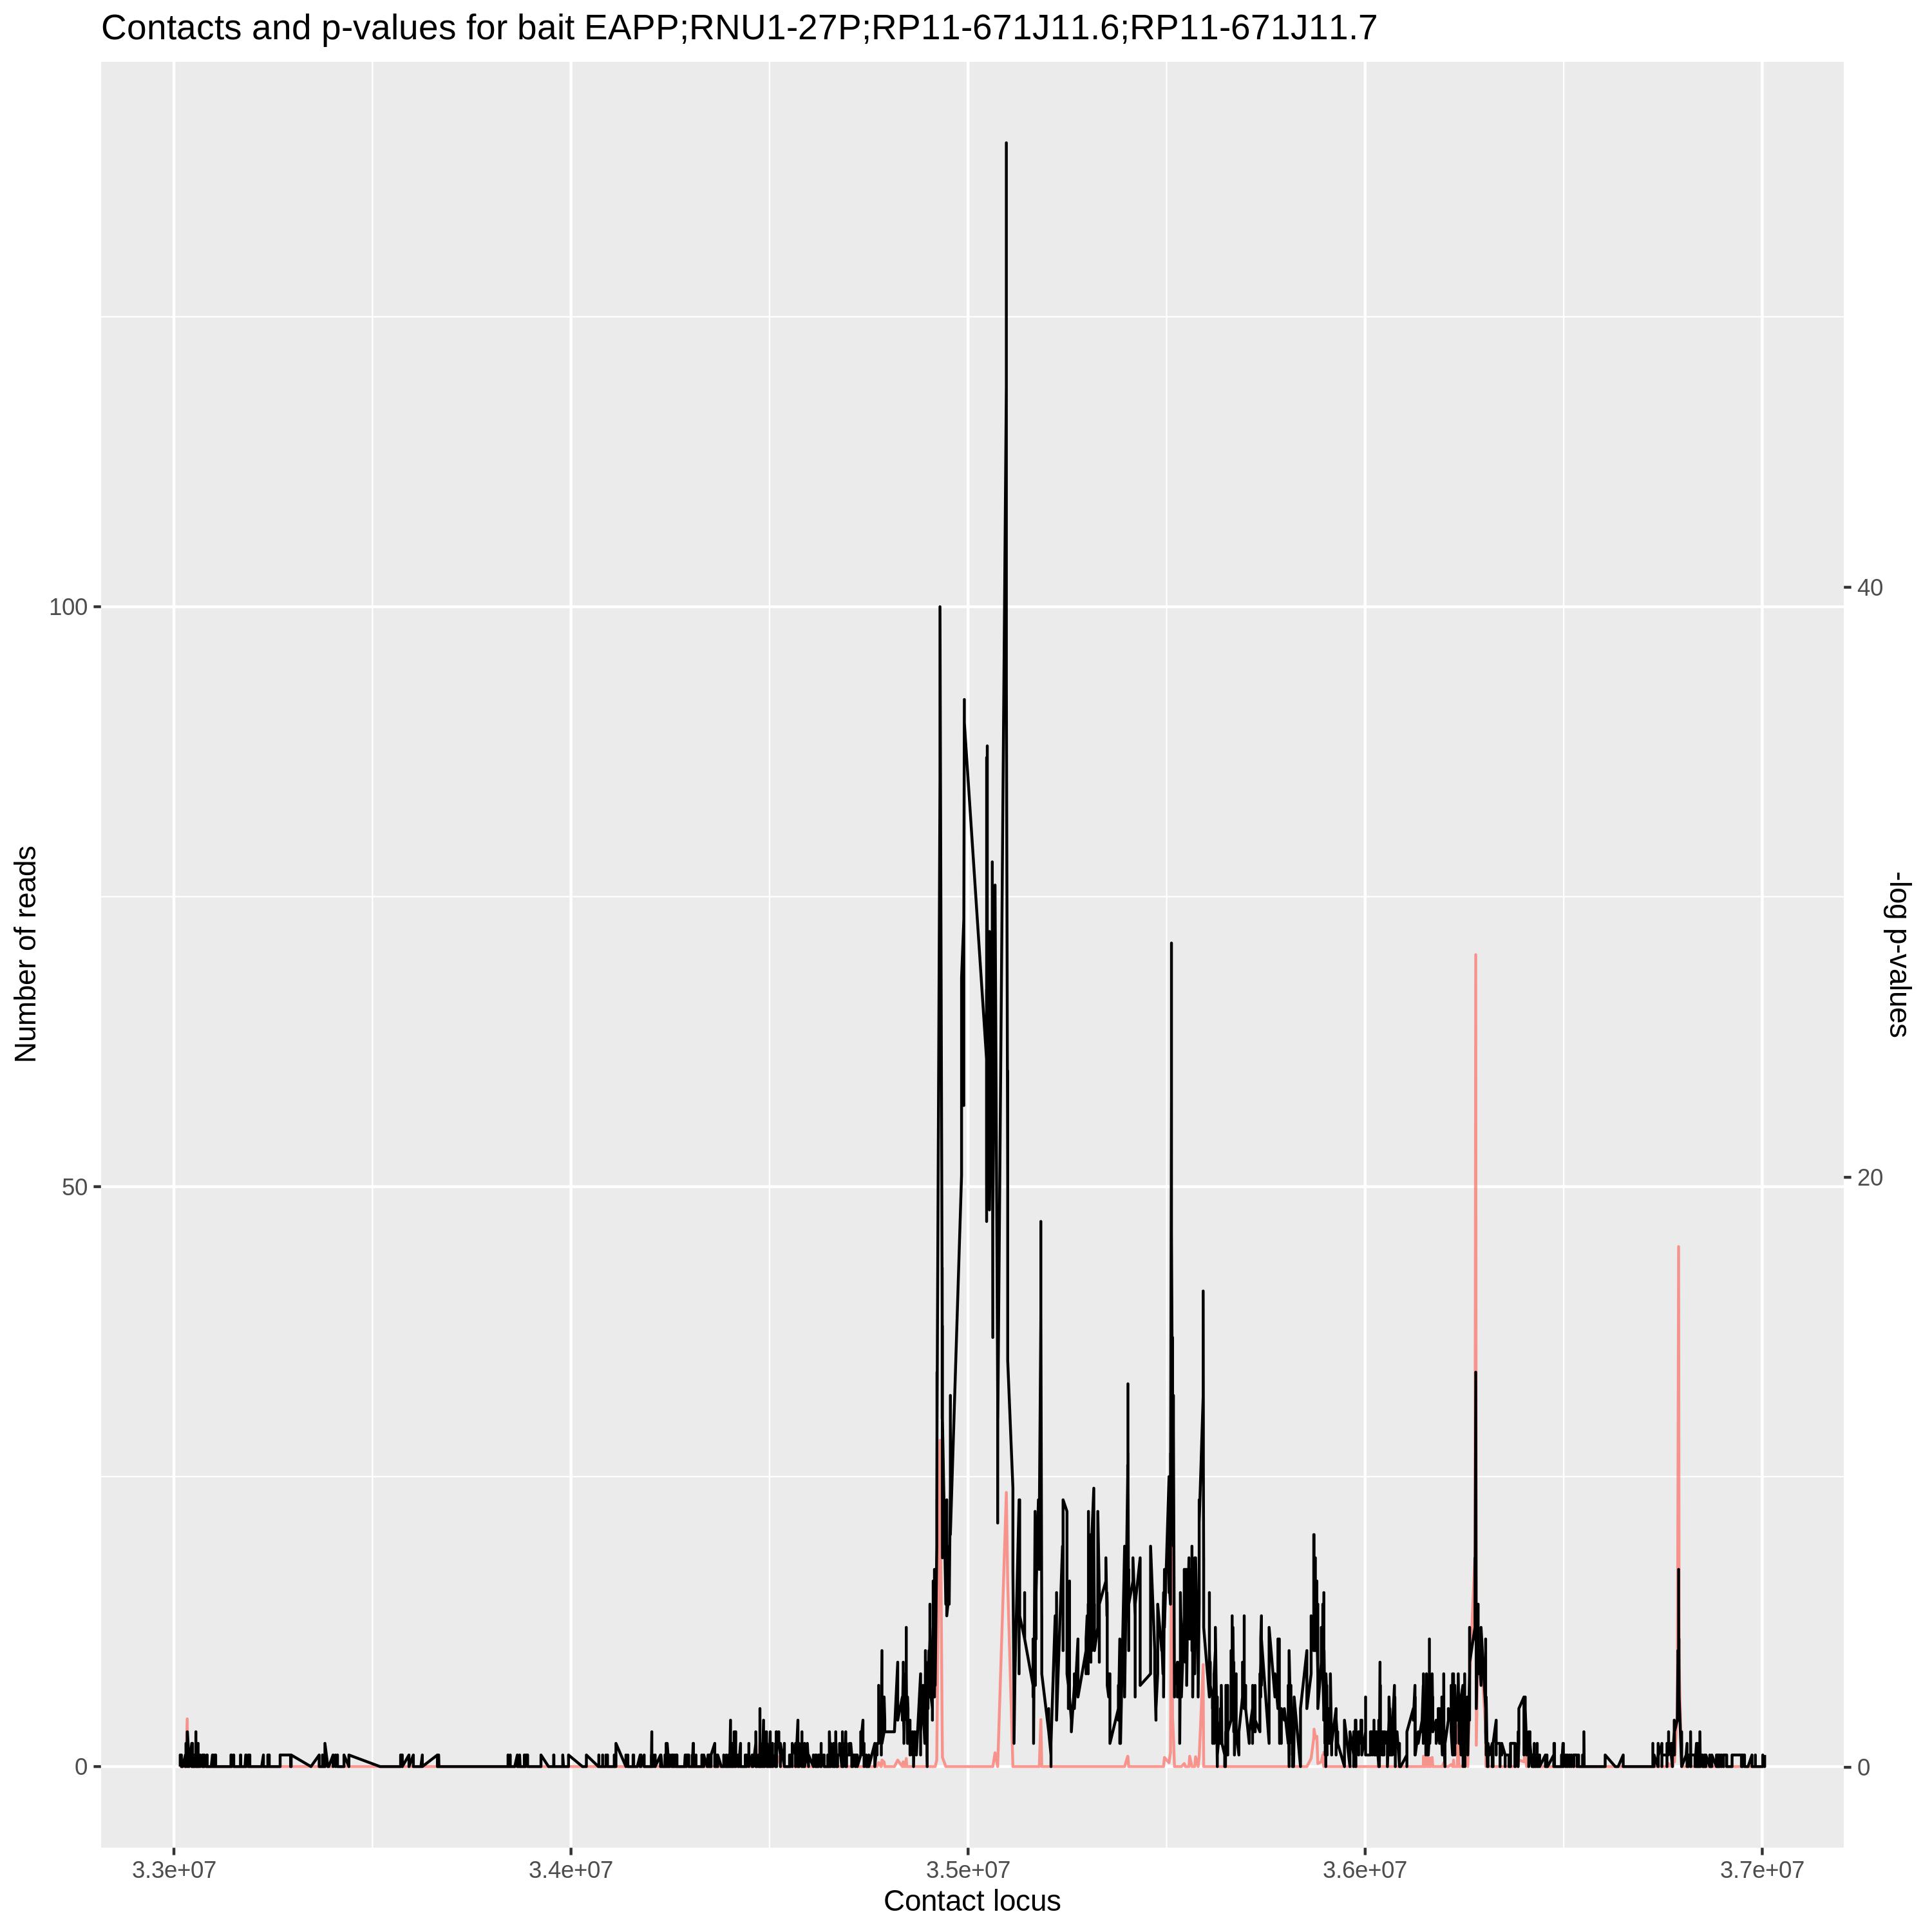 Contacts and p-values for bait EAPP;RNU1-27P;RP11-671J11.6;RP11-671J11.7
Number of reads
100
50
0
40
20
0
-log p-values
3.3e+07
3.4e+07
3.5e+07
3.6e+07
3.7e+07
Contact locus